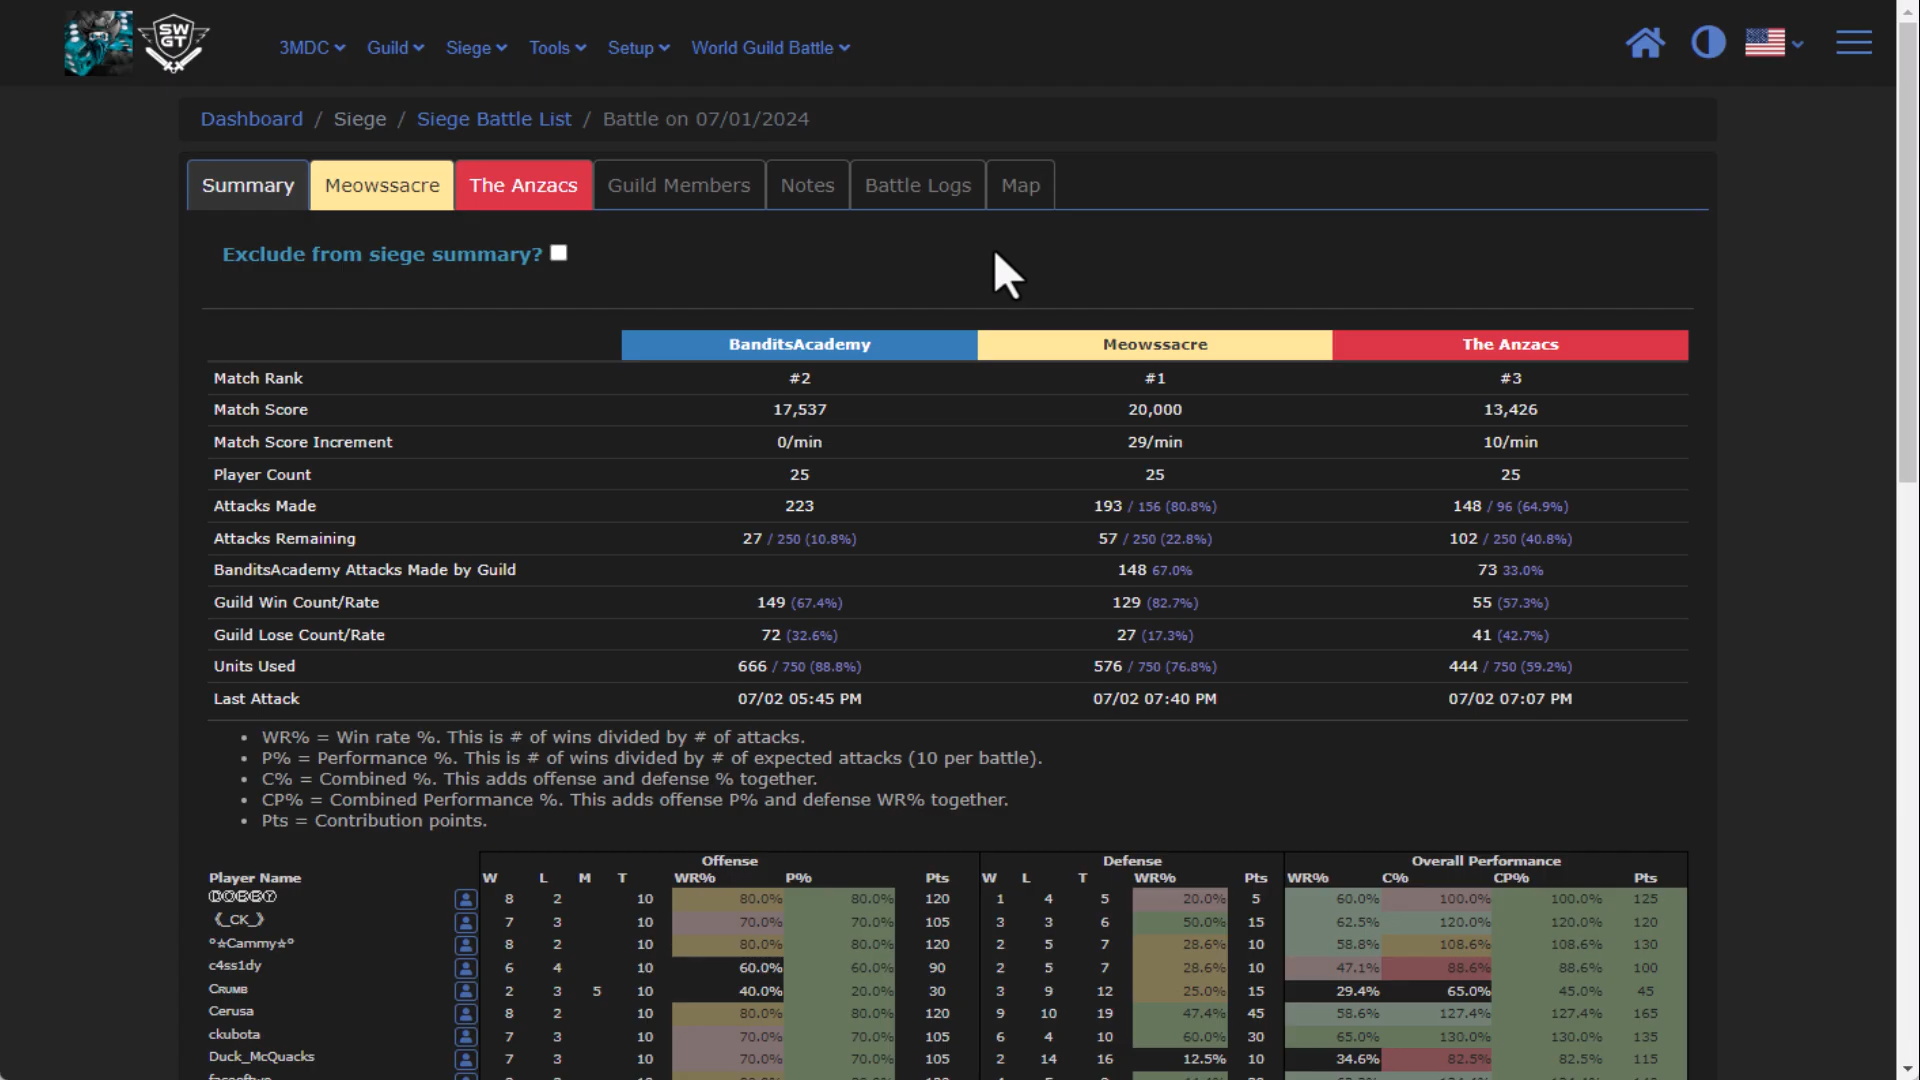 SW GT 3MDC Guild Siege Tools Setup World Guild Battle
Dashboard / Siege / Siege Battle List / Battle on 07/01/2024
Summary Meowssacre The Anzacs Guild Members Notes Battle Logs Map
Exclude from siege summary?
BanditsAcademy Meowssacre The Anzacs
Match Rank #2 #1 #3
Match Score 17,537 20,000 13,426
Match Score Increment 0/min 29/min 10/min
Player Count 25 25 25
Attacks Made 223 193 / 156 (80.8%) 148 / 96 (64.9%)
Attacks Remaining 27 / 250 (10.8%) 57 / 250 (22.8%) 102 / 250 (40.8%)
BanditsAcademy Attacks Made by Guild 148 67.0% 73 33.0%
Guild Win Count/Rate 149 (67.4%) 129 (82.7%) 55 (57.3%)
Guild Lose Count/Rate 72 (32.6%) 27 (17.3%) 41 (42.7%)
Units Used 666 / 750 (88.8%) 576 / 750 (76.8%) 444 / 750 (59.2%)
Last Attack 07/02 05:45 PM 07/02 07:40 PM 07/02 07:07 PM
• WR% = Win rate %. This is # of wins divided by # of attacks.
• P% = Performance %. This is # of wins divided by # of expected attacks (10 per battle).
• C% = Combined %. This adds offense and defense % together.
• CP% = Combined Performance %. This adds offense P% and defense WR% together.
• Pts = Contribution points.
Offense Defense Overall Performance
Player Name W L M T WR% P% Pts W L T WR% Pts WR% C% CP% Pts
ⒹⓄⒷⒷⓎ 8 2 10 80.0% 80.0% 120 1 4 5 20.0% 5 60.0% 100.0% 100.0% 125
《_CK_》 7 3 10 70.0% 70.0% 105 3 3 6 50.0% 15 62.5% 120.0% 120.0% 120
°☆Cammy☆° 8 2 10 80.0% 80.0% 120 2 5 7 28.6% 10 58.8% 108.6% 108.6% 130
c4ss1dy 6 4 10 60.0% 60.0% 90 2 5 7 28.6% 10 47.1% 88.6% 88.6% 100
Cʀᴜᴍʙ 2 3 5 10 40.0% 20.0% 30 3 9 12 25.0% 15 29.4% 65.0% 45.0% 45
Cerusa 8 2 10 80.0% 80.0% 120 9 10 19 47.4% 45 58.6% 127.4% 127.4% 165
ckubota 7 3 10 70.0% 70.0% 105 6 4 10 60.0% 30 65.0% 130.0% 130.0% 135
Duck_McQuacks 7 3 10 70.0% 70.0% 105 2 14 16 12.5% 10 34.6% 82.5% 82.5% 115